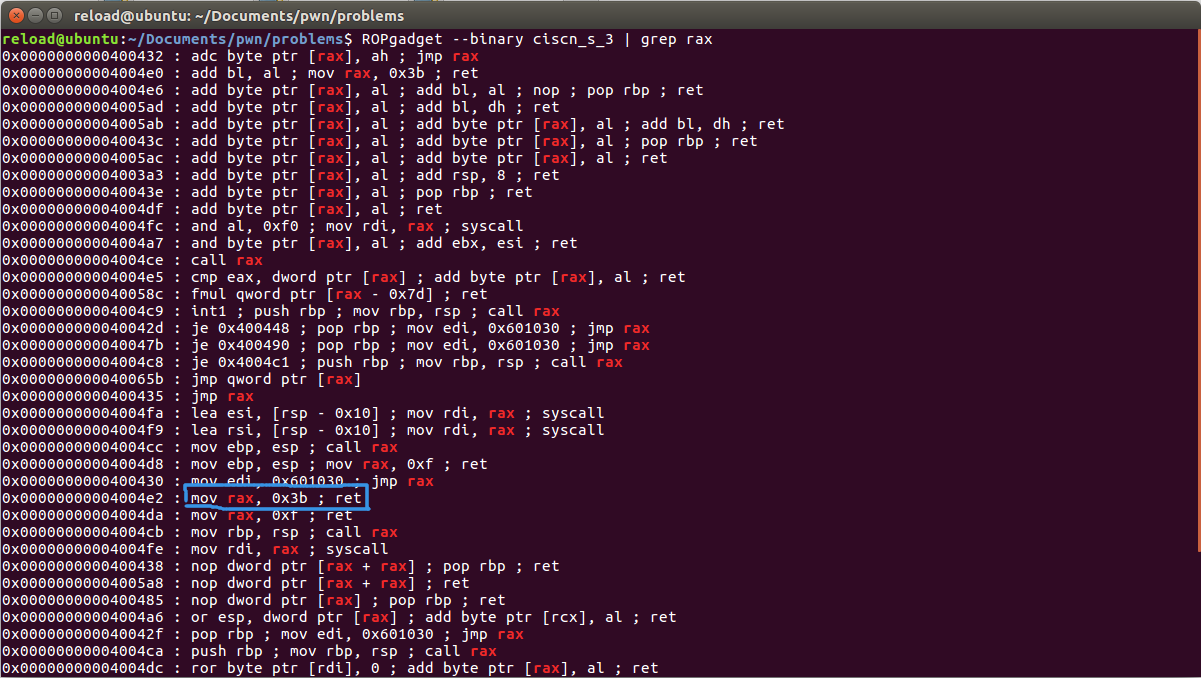 reload@ubuntu: ~/Documents/pwn/problems
reload@ubuntu:~/Documents/pwn/problems$ ROPgadget --binary ciscn_s_3 | grep rax
0x0000000000400432 : adc byte ptr [rax], ah ; jmp rax
0x00000000004004e0 : add bl, al ; mov rax, 0x3b ; ret
0x00000000004004e6 : add byte ptr [rax], al ; add bl, al ; nop ; pop rbp ; ret
0x00000000004005ad : add byte ptr [rax], al ; add bl, dh ; ret
0x00000000004005ab : add byte ptr [rax], al ; add byte ptr [rax], al ; add bl, dh ; ret
0x000000000040043c : add byte ptr [rax], al ; add byte ptr [rax], al ; pop rbp ; ret
0x00000000004005ac : add byte ptr [rax], al ; add byte ptr [rax], al ; ret
0x00000000004003a3 : add byte ptr [rax], al ; add rsp, 8 ; ret
0x000000000040043e : add byte ptr [rax], al ; pop rbp ; ret
0x00000000004004df : add byte ptr [rax], al ; ret
0x00000000004004fc : and al, 0xf0 ; mov rdi, rax ; syscall
0x00000000004004a7 : and byte ptr [rax], al ; add ebx, esi ; ret
0x00000000004004ce : call rax
0x00000000004004e5 : cmp eax, dword ptr [rax] ; add byte ptr [rax], al ; ret
0x000000000040058c : fmul qword ptr [rax - 0x7d] ; ret
0x00000000004004c9 : int1 ; push rbp ; mov rbp, rsp ; call rax
0x000000000040042d : je 0x400448 ; pop rbp ; mov edi, 0x601030 ; jmp rax
0x000000000040047b : je 0x400490 ; pop rbp ; mov edi, 0x601030 ; jmp rax
0x00000000004004c8 : je 0x4004c1 ; push rbp ; mov rbp, rsp ; call rax
0x000000000040065b : jmp qword ptr [rax]
0x0000000000400435 : jmp rax
0x00000000004004fa : lea esi, [rsp - 0x10] ; mov rdi, rax ; syscall
0x00000000004004f9 : lea rsi, [rsp - 0x10] ; mov rdi, rax ; syscall
0x00000000004004cc : mov ebp, esp ; call rax
0x00000000004004d8 : mov ebp, esp ; mov rax, 0xf ; ret
0x0000000000400430 : mov edi, 0x601030 ; jmp rax
0x00000000004004e2 : mov rax, 0x3b ; ret
0x00000000004004da : mov rax, 0xf ; ret
0x00000000004004cb : mov rbp, rsp ; call rax
0x00000000004004fe : mov rdi, rax ; syscall
0x0000000000400438 : nop dword ptr [rax + rax] ; pop rbp ; ret
0x00000000004005a8 : nop dword ptr [rax + rax] ; ret
0x0000000000400485 : nop dword ptr [rax] ; pop rbp ; ret
0x00000000004004a6 : or esp, dword ptr [rax] ; add byte ptr [rcx], al ; ret
0x000000000040042f : pop rbp ; mov edi, 0x601030 ; jmp rax
0x00000000004004ca : push rbp ; mov rbp, rsp ; call rax
0x00000000004004dc : ror byte ptr [rdi], 0 ; add byte ptr [rax], al ; ret